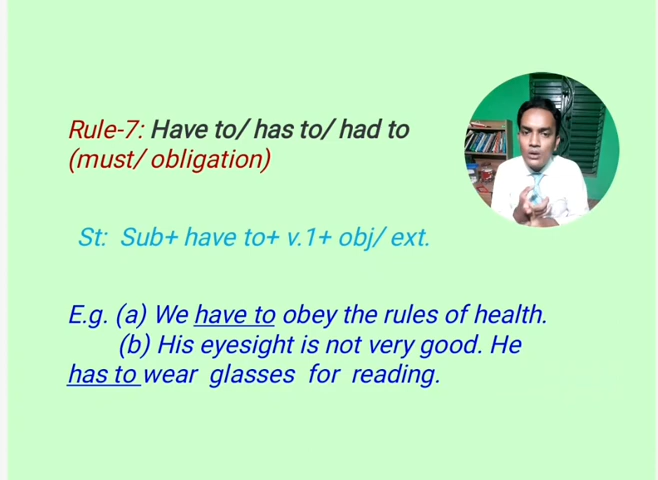 Rule-7: Have to/ has to/ had to
(must/ obligation)
St: Sub+ have to+ v.1+ obj/ ext.
E.g. (a) We have to obey the rules of health.
(b) His eyesight is not very good. He
has to wear glasses for reading.